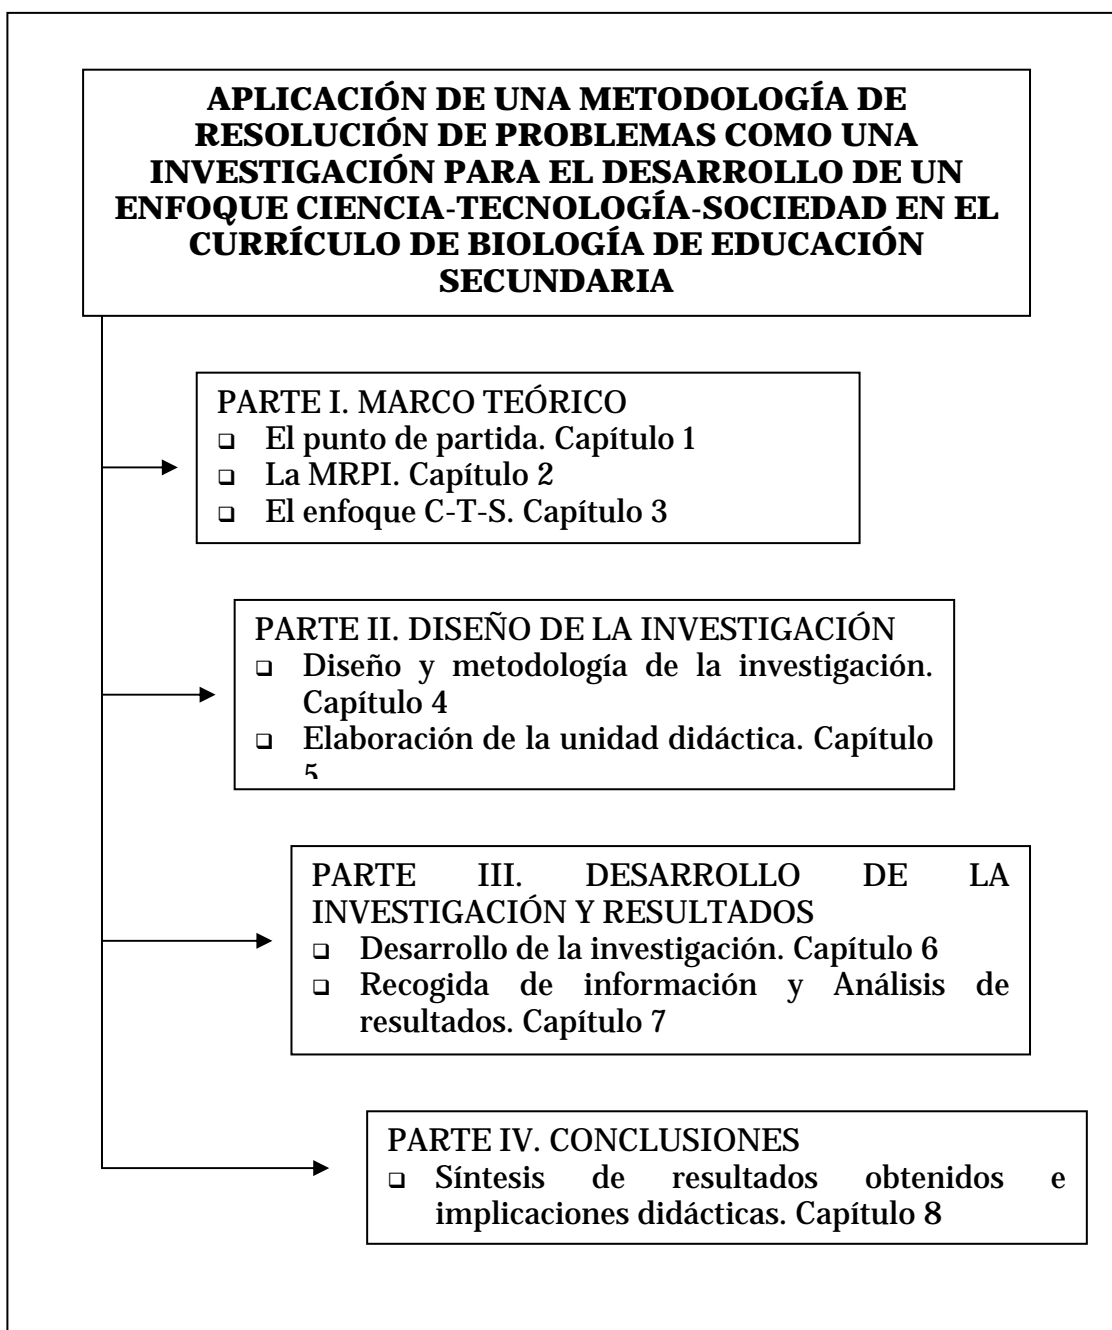 APLICACIÓN DE UNA METODOLOGÍA DE
RESOLUCIÓN DE PROBLEMAS COMO UNA
INVESTIGACIÓN PARA EL DESARROLLO DE UN
ENFOQUE CIENCIA-TECNOLOGÍA-SOCIEDAD EN EL
CURRÍCULO DE BIOLOGÍA DE EDUCACIÓN
SECUNDARIA
PARTE I. MARCO TEÓRICO
❑ El punto de partida. Capítulo 1
❑ La MRPI. Capítulo 2
❑ El enfoque C-T-S. Capítulo 3
PARTE II. DISEÑO DE LA INVESTIGACIÓN
❑ Diseño y metodología de la investigación.
Capítulo 4
❑ Elaboración de la unidad didáctica. Capítulo
5
PARTE III. DESARROLLO DE LA
INVESTIGACIÓN Y RESULTADOS
❑ Desarrollo de la investigación. Capítulo 6
❑ Recogida de información y Análisis de
resultados. Capítulo 7
PARTE IV. CONCLUSIONES
❑ Síntesis de resultados obtenidos e
implicaciones didácticas. Capítulo 8